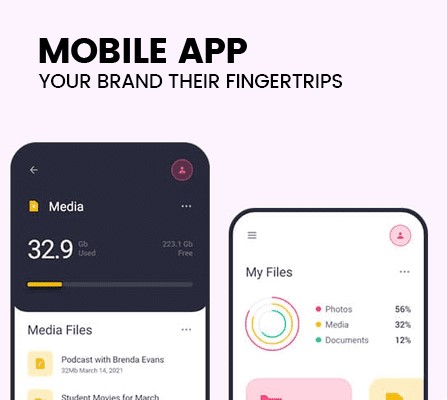 MOBILE APP
YOUR BRAND THEIR FINGERTRIPS
Media
32.9 Gb Used 223.1 Gb Free
Media Files
Podcast with Brenda Evans
32Mb March 14, 2021
Student Movies for March
My Files
Photos 56%
Media 32%
Documents 12%